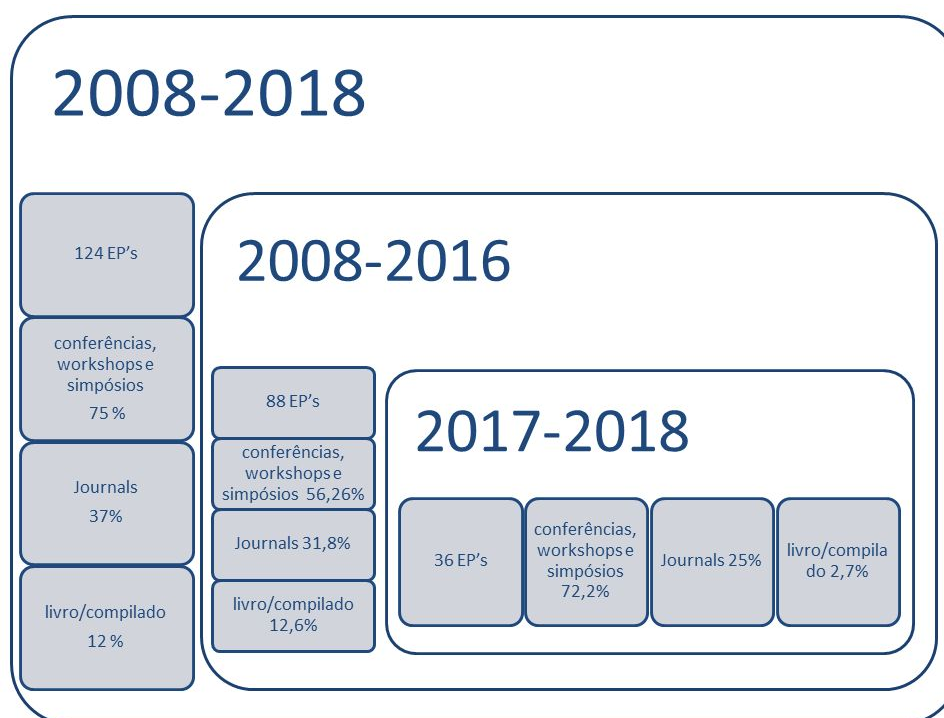 2008-2018
124 EP’s
conferências,
workshops e
simpósios
75 %
Journals
37%
livro/compilado
12 %
2008-2016
88 EP’s
conferências,
workshops e
simpósios 56,26%
Journals 31,8%
livro/compilado
12,6%
2017-2018
36 EP’s
conferências,
workshops e
simpósios
72,2%
Journals 25%
livro/compila
do 2,7%